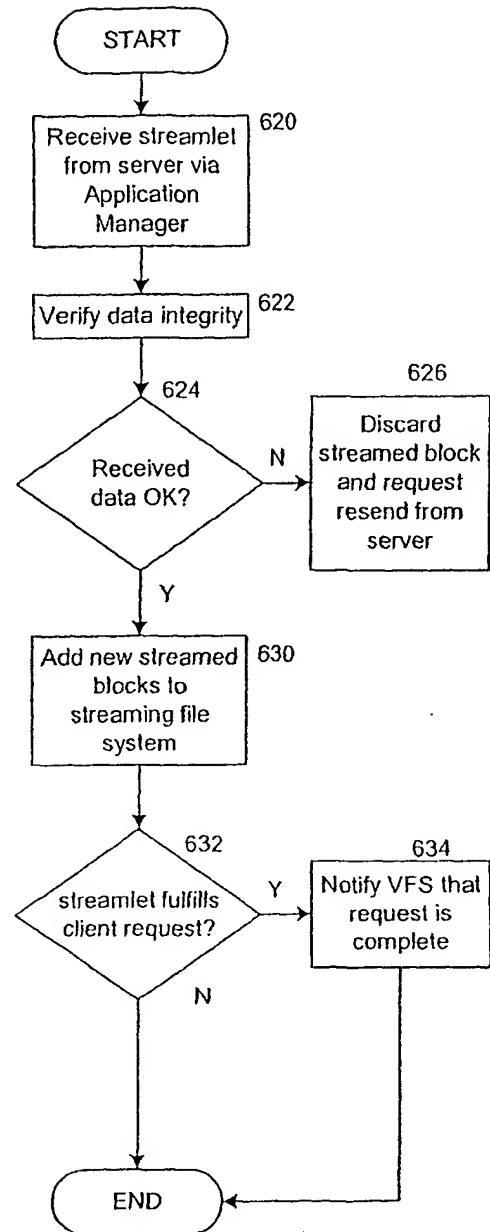 START
620
Receive streamlet
from server via
Application
Manager
622
Verify data integrity
624
626
Received
data OK?
N
Discard
streamed block
and request
resend from
server
Y
630
Add new streamed
blocks to
streaming file
system
632
634
streamlet fulfills
client request?
Y
Notify VFS that
request is
complete
N
END